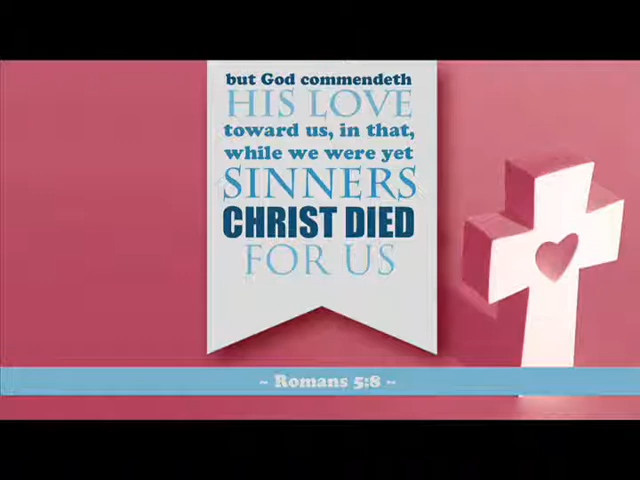 but God commendeth
HIS LOVE
toward us, in that,
while we were yet
SINNERS
CHRIST DIED
FOR US
~ Romans 5:8 ~